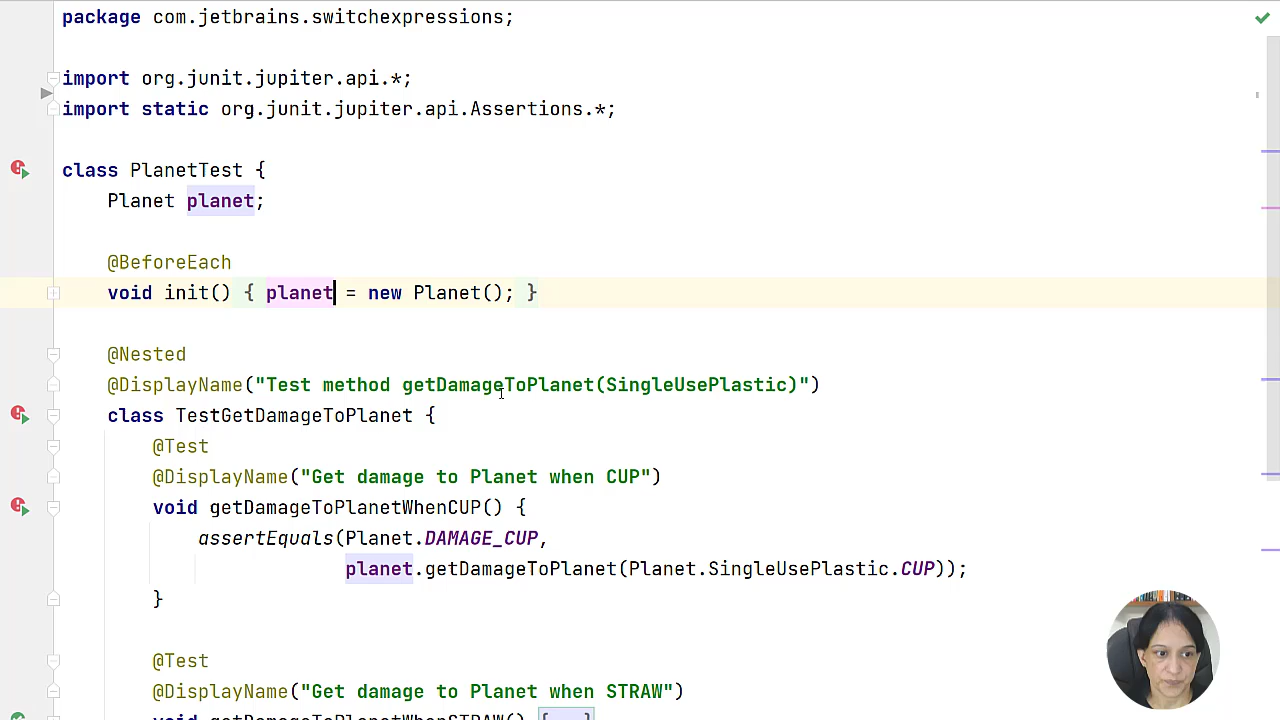 package com.jetbrains.switchexpressions;
import org.junit.jupiter.api.*;
import static org.junit.jupiter.api.Assertions.*;
class PlanetTest {
Planet planet;
@BeforeEach
void init() { planet = new Planet(); }
@Nested
@DisplayName("Test method getDamageToPlanet(SingleUsePlastic)")
class TestGetDamageToPlanet {
@Test
@DisplayName("Get damage to Planet when CUP")
void getDamageToPlanetWhenCUP() {
assertEquals(Planet.DAMAGE_CUP,
planet.getDamageToPlanet(Planet.SingleUsePlastic.CUP));
}
@Test
@DisplayName("Get damage to Planet when STRAW")
void getDamageToPlanetWhenSTRAW() {...}